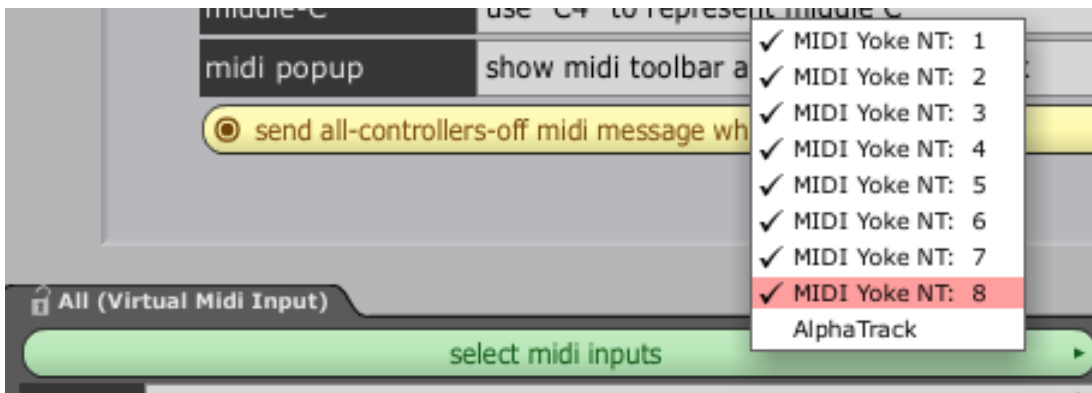 middle-C use "C4" to represent middle C
midi popup show midi toolbar a
send all-controllers-off midi message wh
MIDI Yoke NT: 1
MIDI Yoke NT: 2
MIDI Yoke NT: 3
MIDI Yoke NT: 4
MIDI Yoke NT: 5
MIDI Yoke NT: 6
MIDI Yoke NT: 7
MIDI Yoke NT: 8
AlphaTrack
All (Virtual Midi Input)
select midi inputs